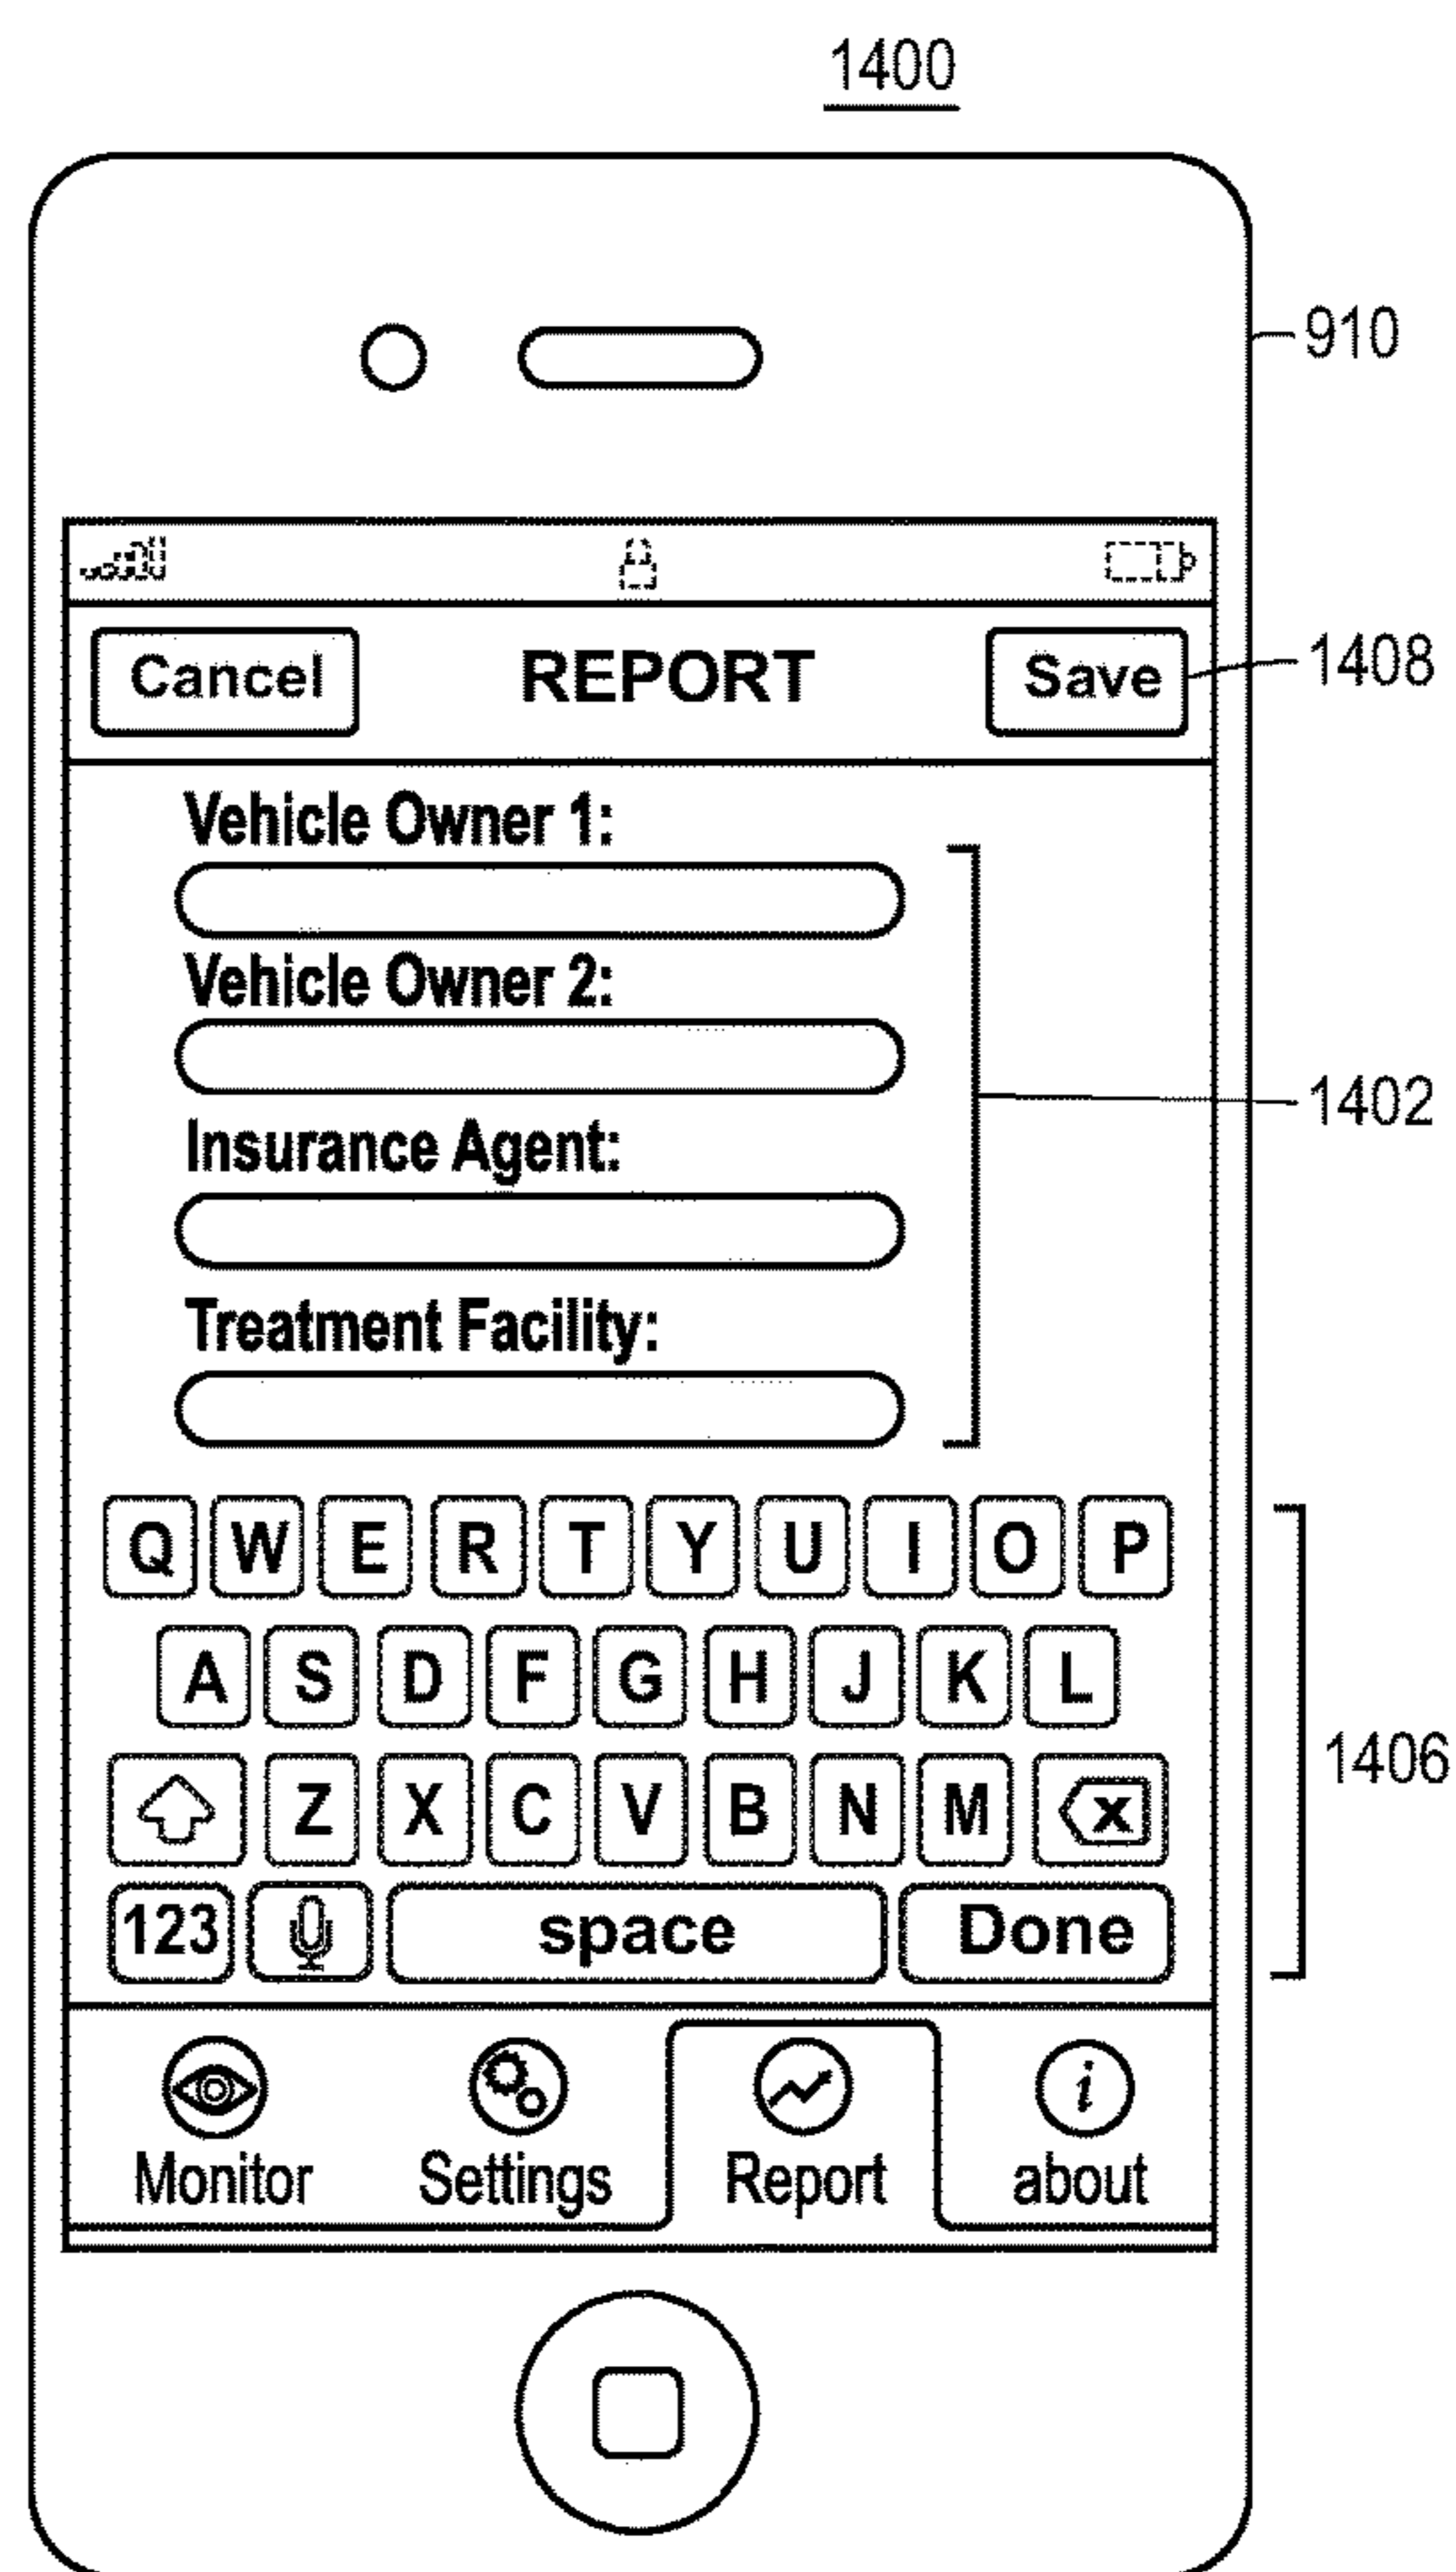 1400
910
Cancel REPORT Save 1408
Vehicle Owner 1:
Vehicle Owner 2:
1402
Insurance Agent:
Treatment Facility:
Q W E R T Y U I O P
A S D F G H J K L
1406
Z X C V B N M X
123 space Done
Monitor Settings Report about